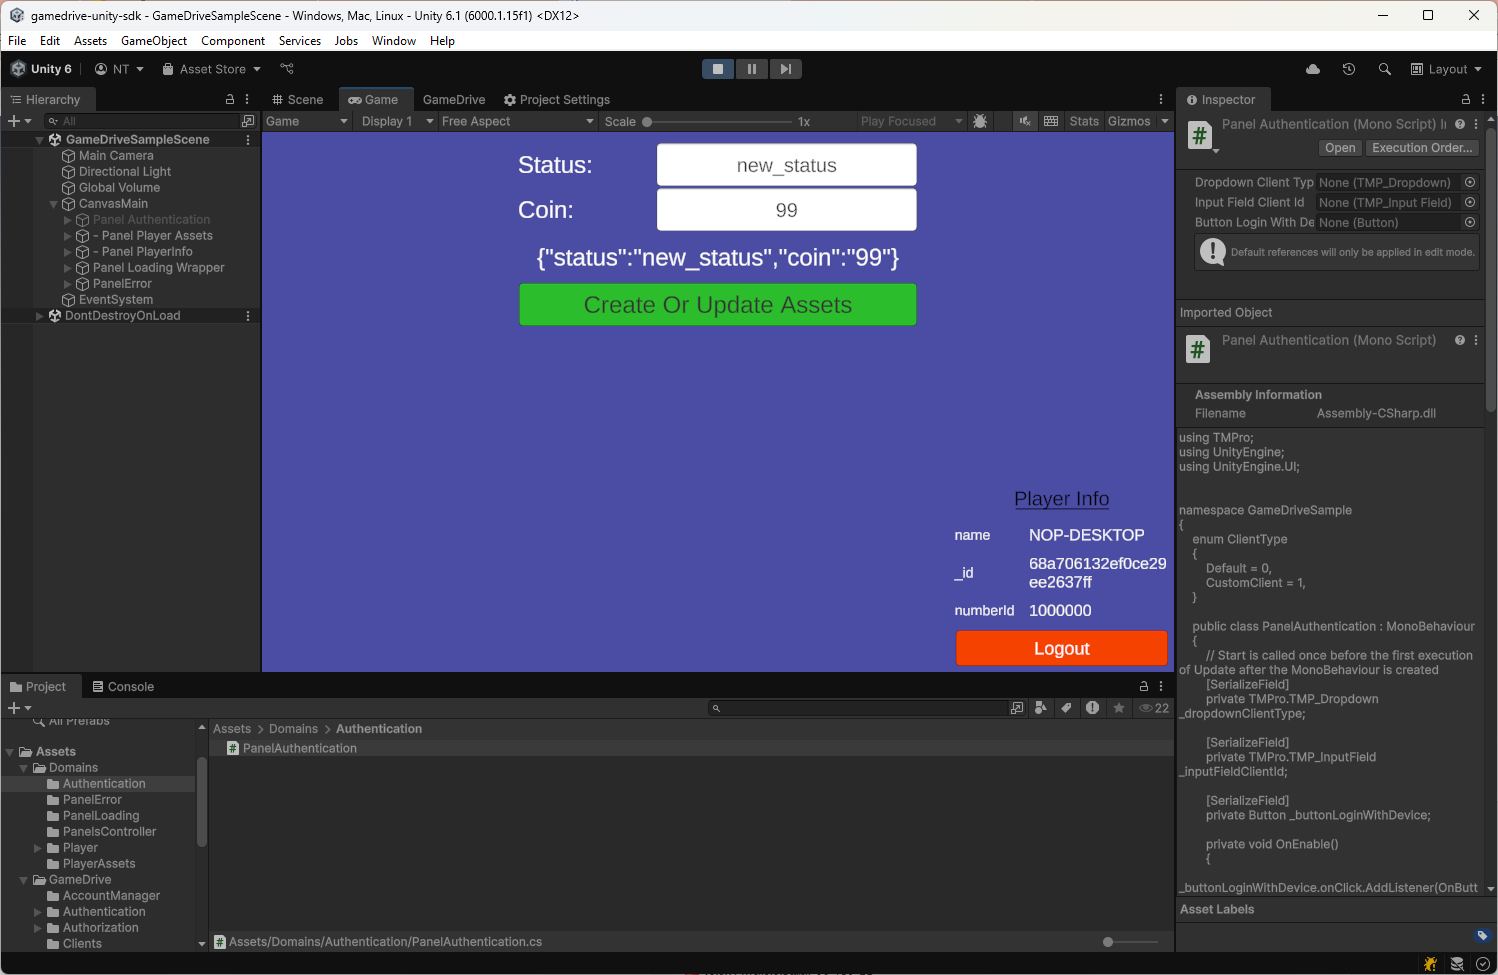 gamedrive-unity-sdk - GameDriveSampleScene - Windows, Mac, Linux - Unity 6.1 (6000.1.15f1) <DX12>
File Edit Assets GameObject Component Services Jobs Window Help
Unity 6 NT Asset Store Layout
Hierarchy
All
GameDriveSampleScene
Main Camera
Directional Light
Global Volume
CanvasMain
Panel Authentication
- Panel Player Assets
- Panel PlayerInfo
Panel Loading Wrapper
PanelError
EventSystem
DontDestroyOnLoad
Scene Game GameDrive Project Settings
Game Display 1 Free Aspect Scale 1x Play Focused Stats Gizmos
Status: new_status
Coin: 99
{"status":"new_status","coin":"99"}
Create Or Update Assets
Player Info
name NOP-DESKTOP
_id 68a706132ef0ce29
ee2637ff
numberId 1000000
Logout
Inspector
Panel Authentication (Mono Script) Ir
Open Execution Order...
Dropdown Client Typ None (TMP_Dropdown)
Input Field Client Id None (TMP_Input Field)
Button Login With De None (Button)
Default references will only be applied in edit mode.
Imported Object
Panel Authentication (Mono Script)
Assembly Information
Filename Assembly-CSharp.dll
using TMPro;
using UnityEngine;
using UnityEngine.UI;
namespace GameDriveSample
{
enum ClientType
{
Default = 0,
CustomClient = 1,
}
public class PanelAuthentication : MonoBehaviour
{
// Start is called once before the first execution
of Update after the MonoBehaviour is created
[SerializeField]
private TMPro.TMP_Dropdown
_dropdownClientType;
[SerializeField]
private TMPro.TMP_InputField
_inputFieldClientId;
[SerializeField]
private Button _buttonLoginWithDevice;
private void OnEnable()
{
_buttonLoginWithDevice.onClick.AddListener(OnButt
Asset Labels
Project Console
22
All Prefabs
Assets
Domains
Authentication
PanelError
PanelLoading
PanelsController
Player
PlayerAssets
GameDrive
AccountManager
Authentication
Authorization
Clients
Assets > Domains > Authentication
PanelAuthentication
Assets/Domains/Authentication/PanelAuthentication.cs